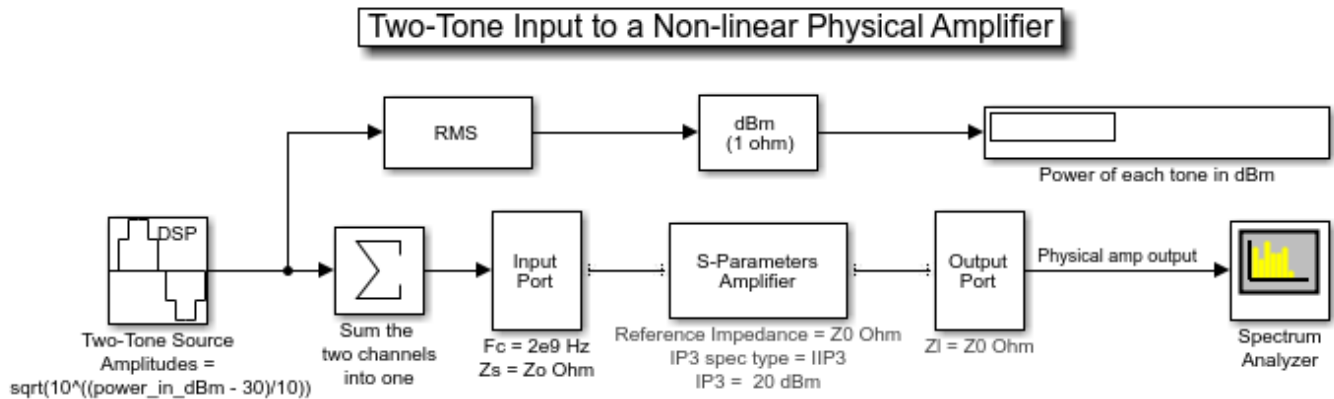 Two-Tone Input to a Non-linear Physical Amplifier
RMS
dBm
(1 ohm)
Power of each tone in dBm
DSP
Two-Tone Source
Amplitudes =
sqrt(10^((power_in_dBm - 30)/10))
Sum the
two channels
into one
Input
Port
Fc = 2e9 Hz
Zs = Zo Ohm
S-Parameters
Amplifier
Reference Impedance = Z0 Ohm
IP3 spec type = IIP3
IP3 =  20 dBm
Output
Port
Zl = Z0 Ohm
Physical amp output
Spectrum
Analyzer